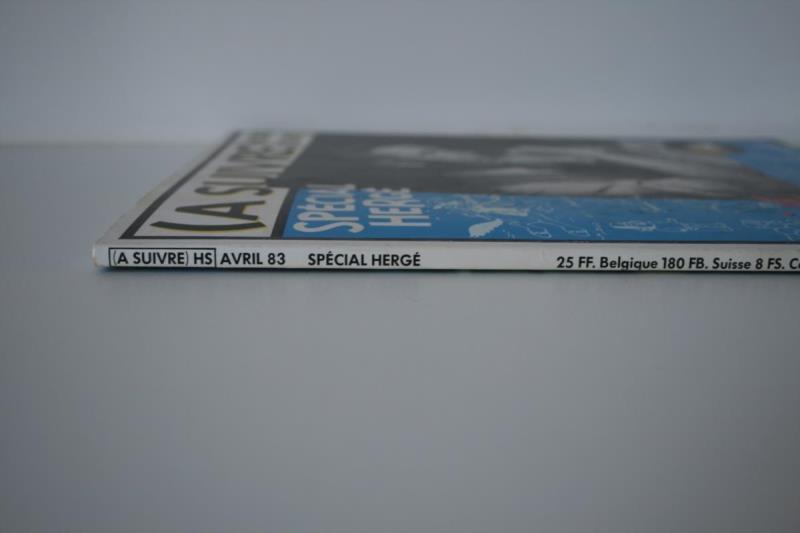 (A SUIVRE)
SPÉCIAL
HERGÉ
(A SUIVRE) HS AVRIL 83 SPÉCIAL HERGÉ 25 FF. Belgique 180 FB. Suisse 8 FS.